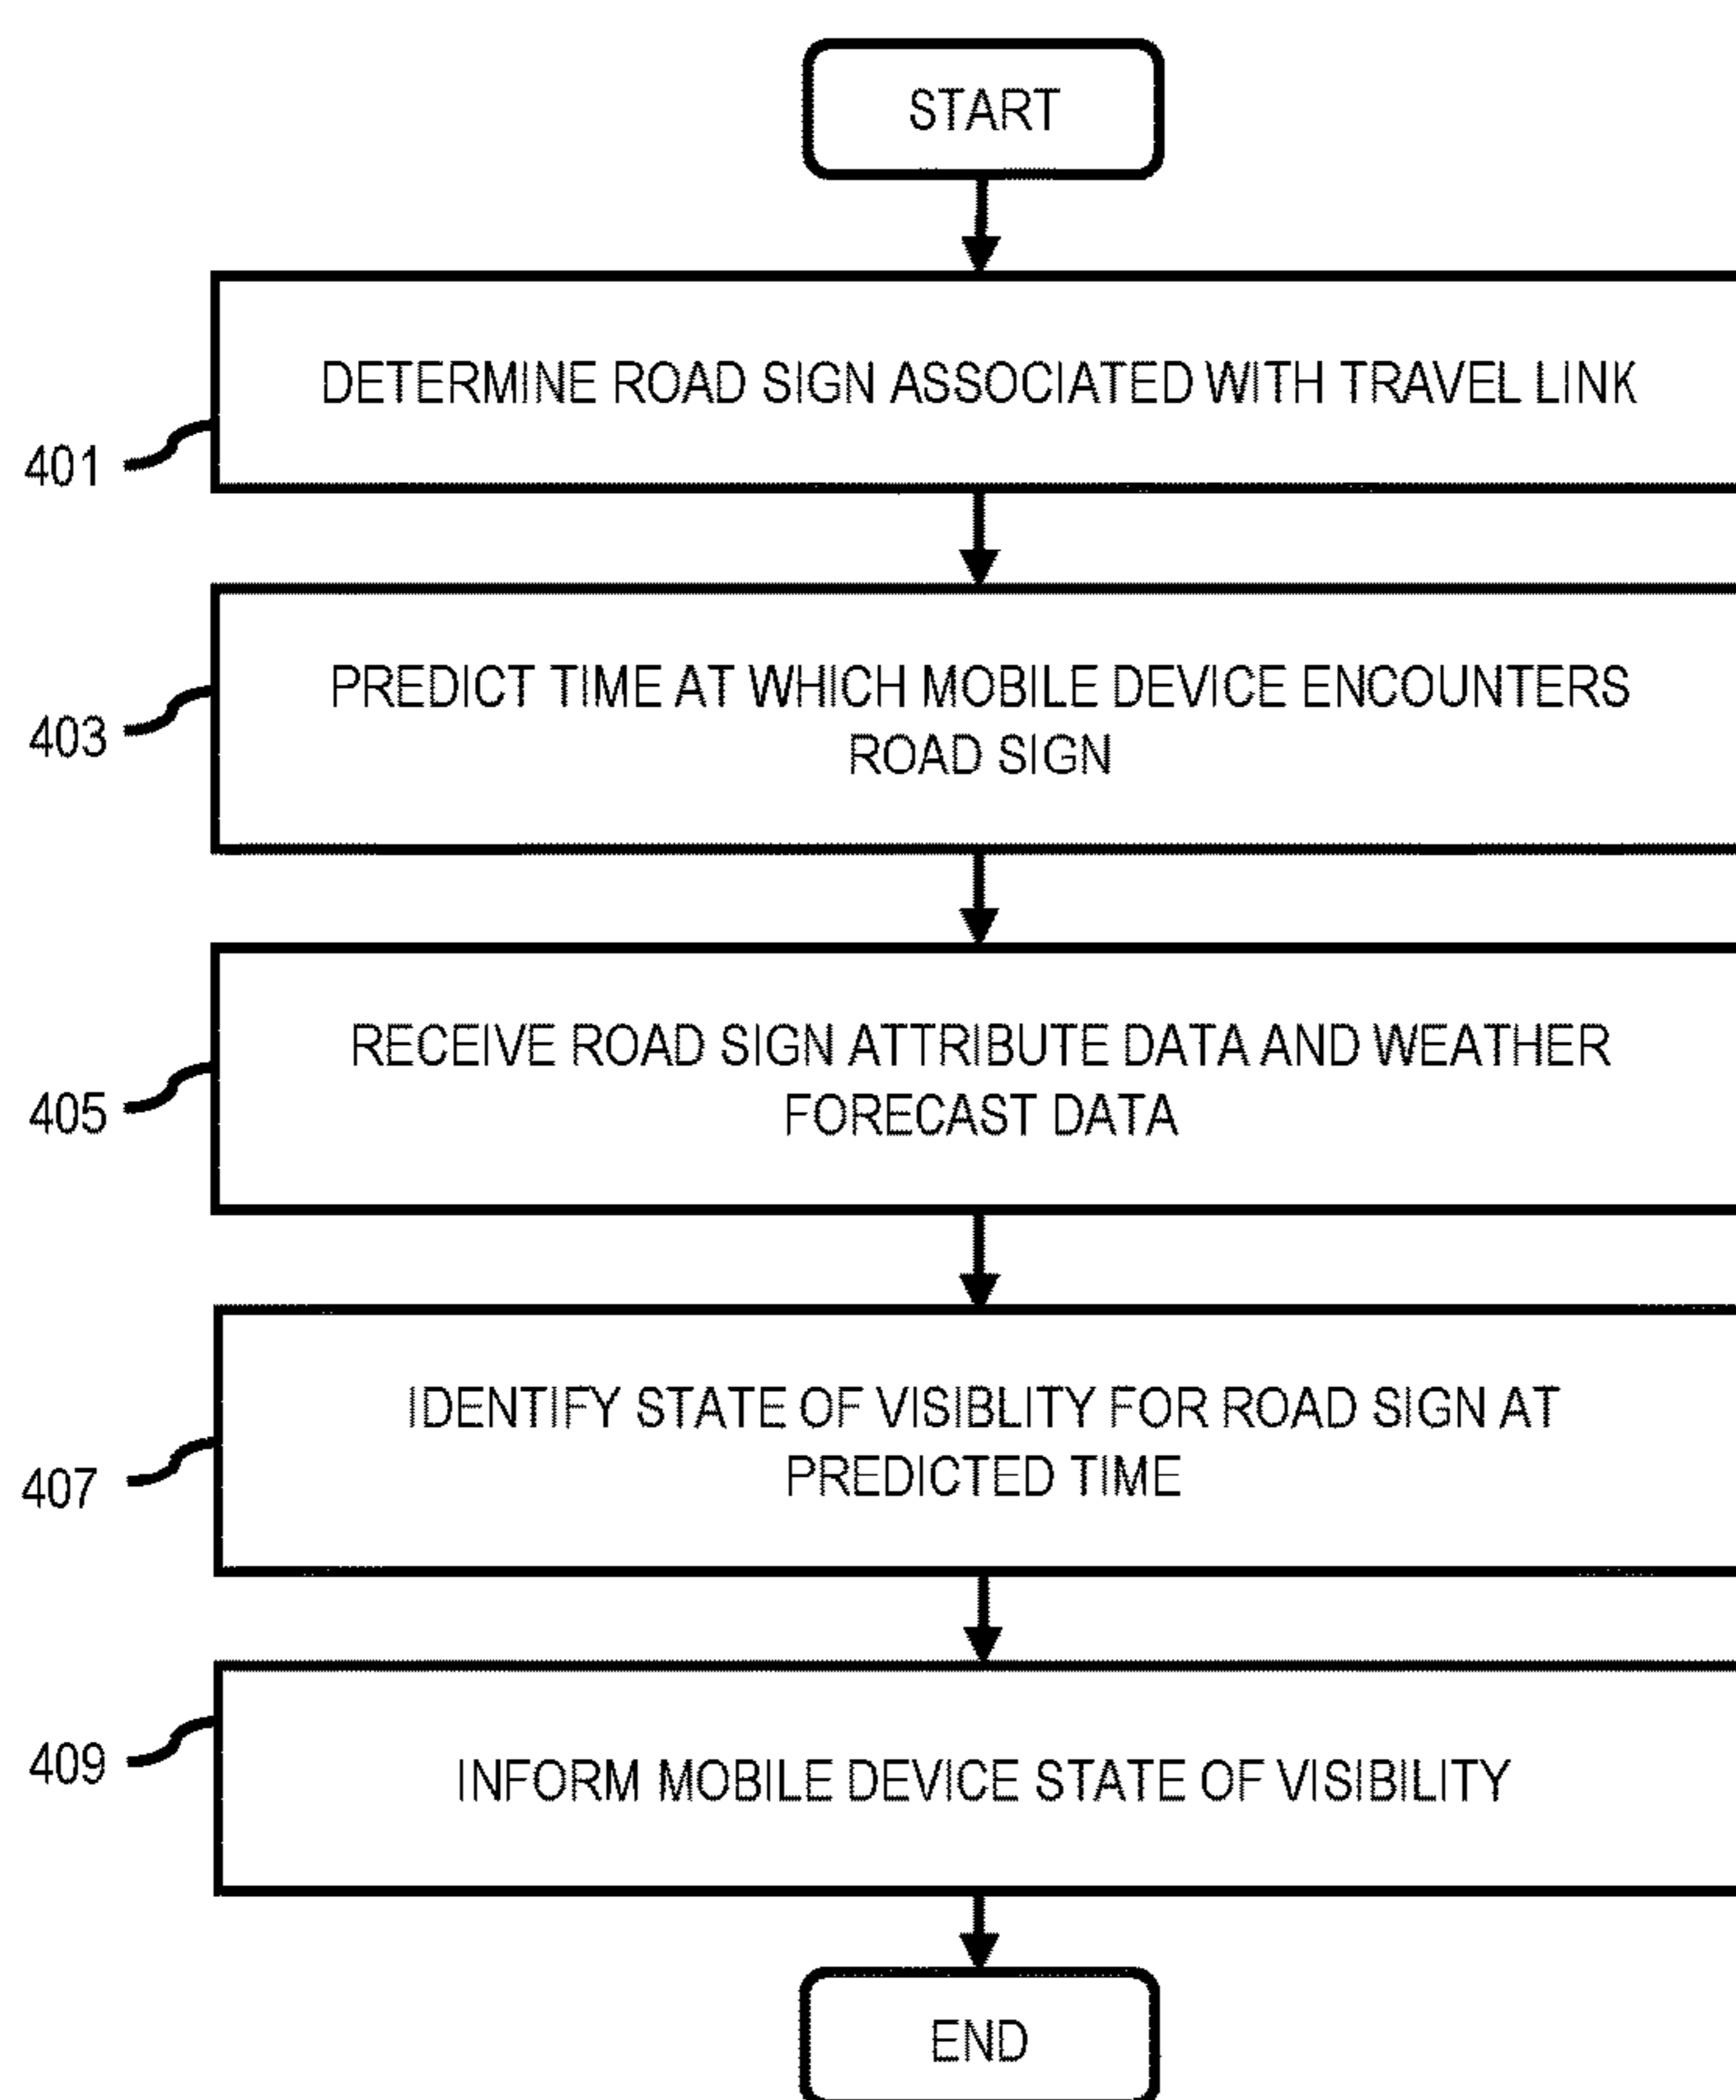 START
DETERMINE ROAD SIGN ASSOCIATED WITH TRAVEL LINK
401
PREDICT TIME AT WHICH MOBILE DEVICE ENCOUNTERS
ROAD SIGN
403
RECEIVE ROAD SIGN ATTRIBUTE DATA AND WEATHER
FORECAST DATA
405
IDENTIFY STATE OF VISIBLITY FOR ROAD SIGN AT
PREDICTED TIME
407
INFORM MOBILE DEVICE STATE OF VISIBILITY
409
END